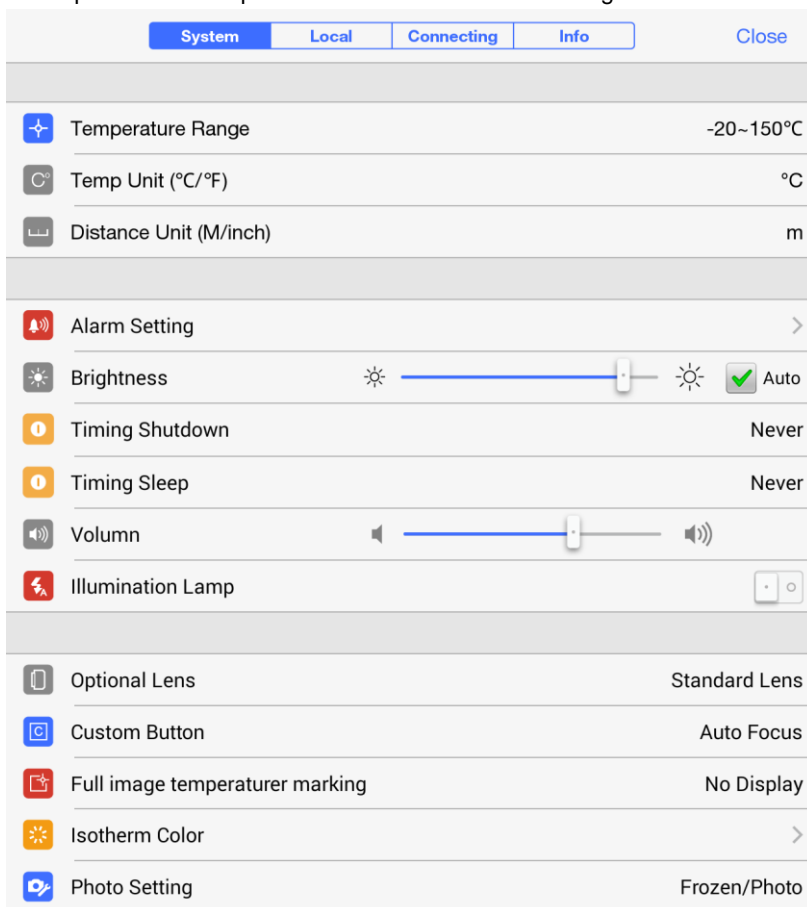 System Local Connecting Info Close
Temperature Range -20~150℃
C° Temp Unit (℃/℉) °C
Distance Unit (M/inch) m
Alarm Setting
Brightness Auto
Timing Shutdown Never
Timing Sleep Never
Volumn
A Illumination Lamp
Optional Lens Standard Lens
C Custom Button Auto Focus
Full image temperaturer marking No Display
Isotherm Color
Photo Setting Frozen/Photo